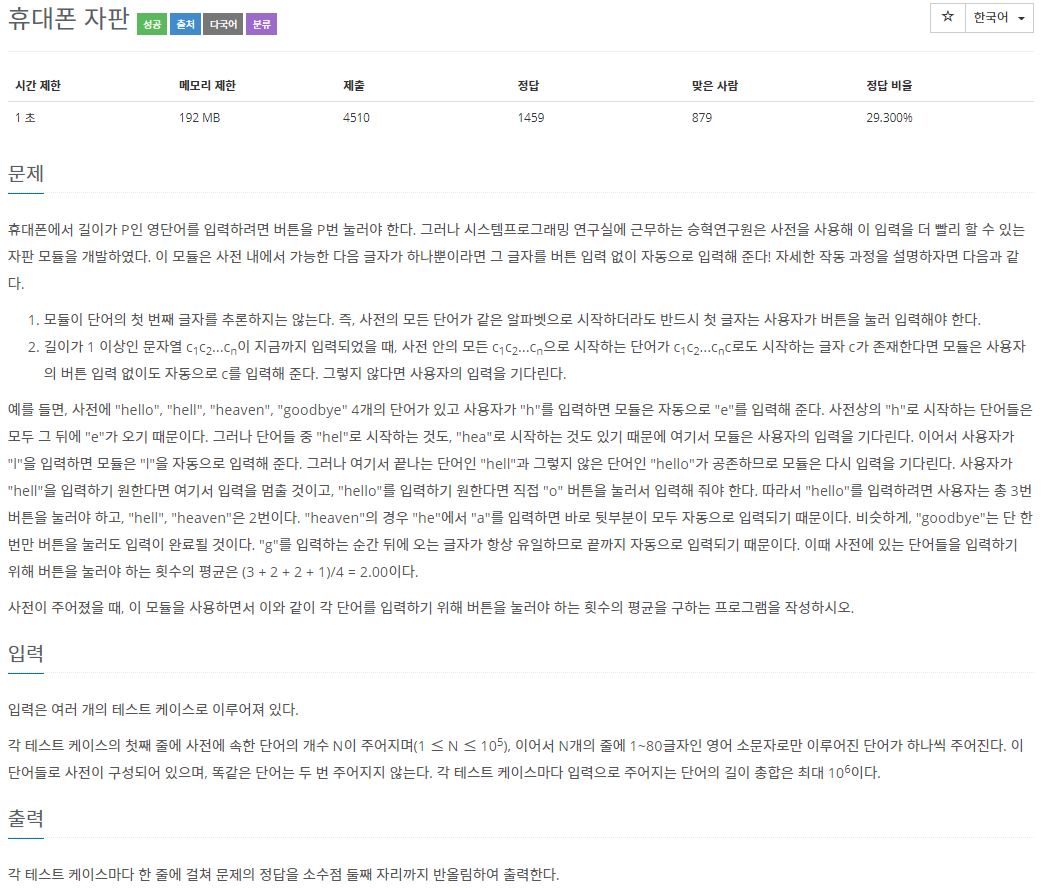 휴대폰 자판 성공 출처 다국어 분류 ☆ 한국어
시간 제한 메모리 제한 제출 정답 맞은 사람 정답 비율
1 초 192 MB 4510 1459 879 29.300%
문제
휴대폰에서 길이가 P인 영단어를 입력하려면 버튼을 P번 눌러야 한다. 그러나 시스템프로그래밍 연구실에 근무하는 승혁연구원은 사전을 사용해 이 입력을 더 빨리 할 수 있는
자판 모듈을 개발하였다. 이 모듈은 사전 내에서 가능한 다음 글자가 하나뿐이라면 그 글자를 버튼 입력 없이 자동으로 입력해 준다! 자세한 작동 과정을 설명하자면 다음과 같
다.
1. 모듈이 단어의 첫 번째 글자를 추론하지는 않는다. 즉, 사전의 모든 단어가 같은 알파벳으로 시작하더라도 반드시 첫 글자는 사용자가 버튼을 눌러 입력해야 한다.
2. 길이가 1 이상인 문자열 c₁c₂...cₙ이 지금까지 입력되었을 때, 사전 안의 모든 c₁c₂...cₙ으로 시작하는 단어가 c₁c₂...cₙc로도 시작하는 글자 c가 존재한다면 모듈은 사용자
의 버튼 입력 없이도 자동으로 c를 입력해 준다. 그렇지 않다면 사용자의 입력을 기다린다.
예를 들면, 사전에 "hello", "hell", "heaven", "goodbye" 4개의 단어가 있고 사용자가 "h"를 입력하면 모듈은 자동으로 "e"를 입력해 준다. 사전상의 "h"로 시작하는 단어들은
모두 그 뒤에 "e"가 오기 때문이다. 그러나 단어들 중 "hel"로 시작하는 것도, "hea"로 시작하는 것도 있기 때문에 여기서 모듈은 사용자의 입력을 기다린다. 이어서 사용자가
"l"을 입력하면 모듈은 "l"을 자동으로 입력해 준다. 그러나 여기서 끝나는 단어인 "hell"과 그렇지 않은 단어인 "hello"가 공존하므로 모듈은 다시 입력을 기다린다. 사용자가
"hell"을 입력하기 원한다면 여기서 입력을 멈출 것이고, "hello"를 입력하기 원한다면 직접 "o" 버튼을 눌러서 입력해 줘야 한다. 따라서 "hello"를 입력하려면 사용자는 총 3번
버튼을 눌러야 하고, "hell", "heaven"은 2번이다. "heaven"의 경우 "he"에서 "a"를 입력하면 바로 뒷부분이 모두 자동으로 입력되기 때문이다. 비슷하게, "goodbye"는 단 한
번만 버튼을 눌러도 입력이 완료될 것이다. "g"를 입력하는 순간 뒤에 오는 글자가 항상 유일하므로 끝까지 자동으로 입력되기 때문이다. 이때 사전에 있는 단어들을 입력하기
위해 버튼을 눌러야 하는 횟수의 평균은 (3 + 2 + 2 + 1)/4 = 2.00이다.
사전이 주어졌을 때, 이 모듈을 사용하면서 이와 같이 각 단어를 입력하기 위해 버튼을 눌러야 하는 횟수의 평균을 구하는 프로그램을 작성하시오.
입력
입력은 여러 개의 테스트 케이스로 이루어져 있다.
각 테스트 케이스의 첫째 줄에 사전에 속한 단어의 개수 N이 주어지며(1 ≤ N ≤ 10⁵), 이어서 N개의 줄에 1~80글자인 영어 소문자로만 이루어진 단어가 하나씩 주어진다. 이
단어들로 사전이 구성되어 있으며, 똑같은 단어는 두 번 주어지지 않는다. 각 테스트 케이스마다 입력으로 주어지는 단어의 길이 총합은 최대 10⁶이다.
출력
각 테스트 케이스마다 한 줄에 걸쳐 문제의 정답을 소수점 둘째 자리까지 반올림하여 출력한다.